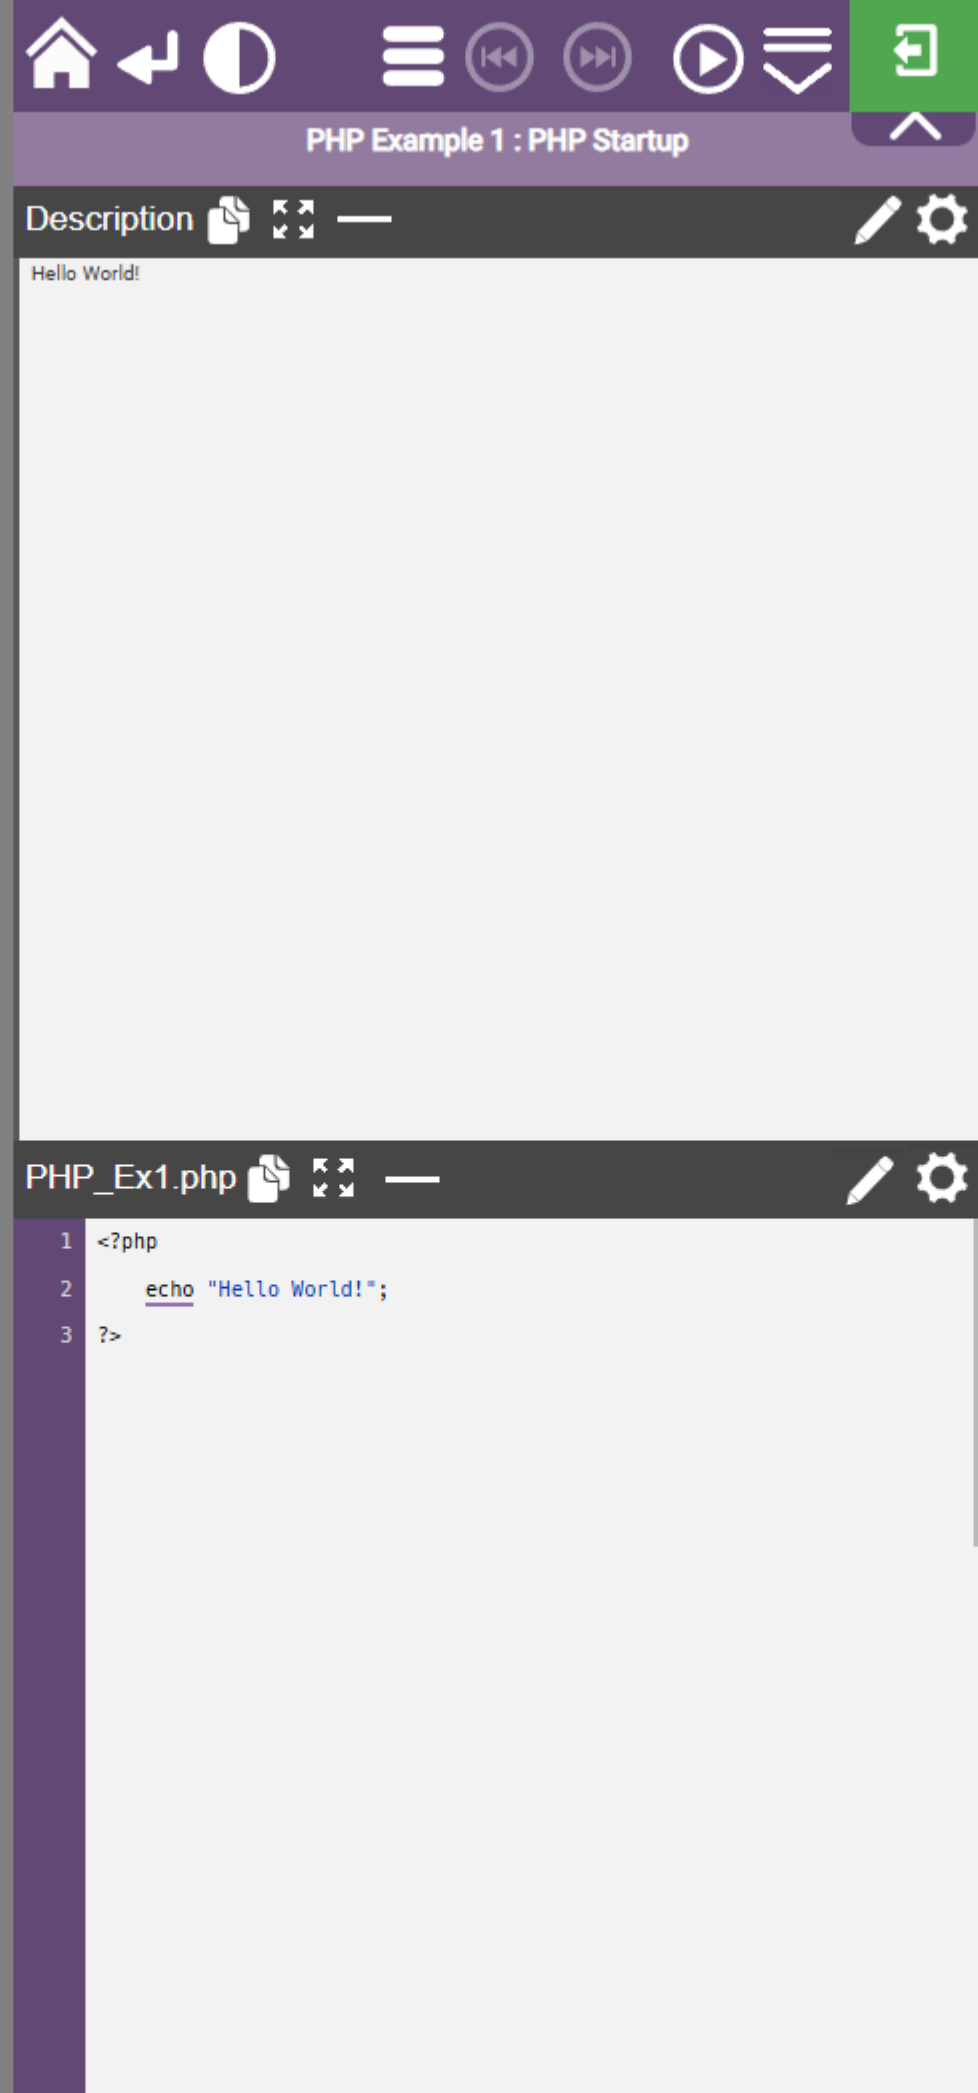 PHP Example 1 : PHP Startup
Description
Hello World!
PHP_Ex1.php
1 <?php
2 echo "Hello World!";
3 ?>